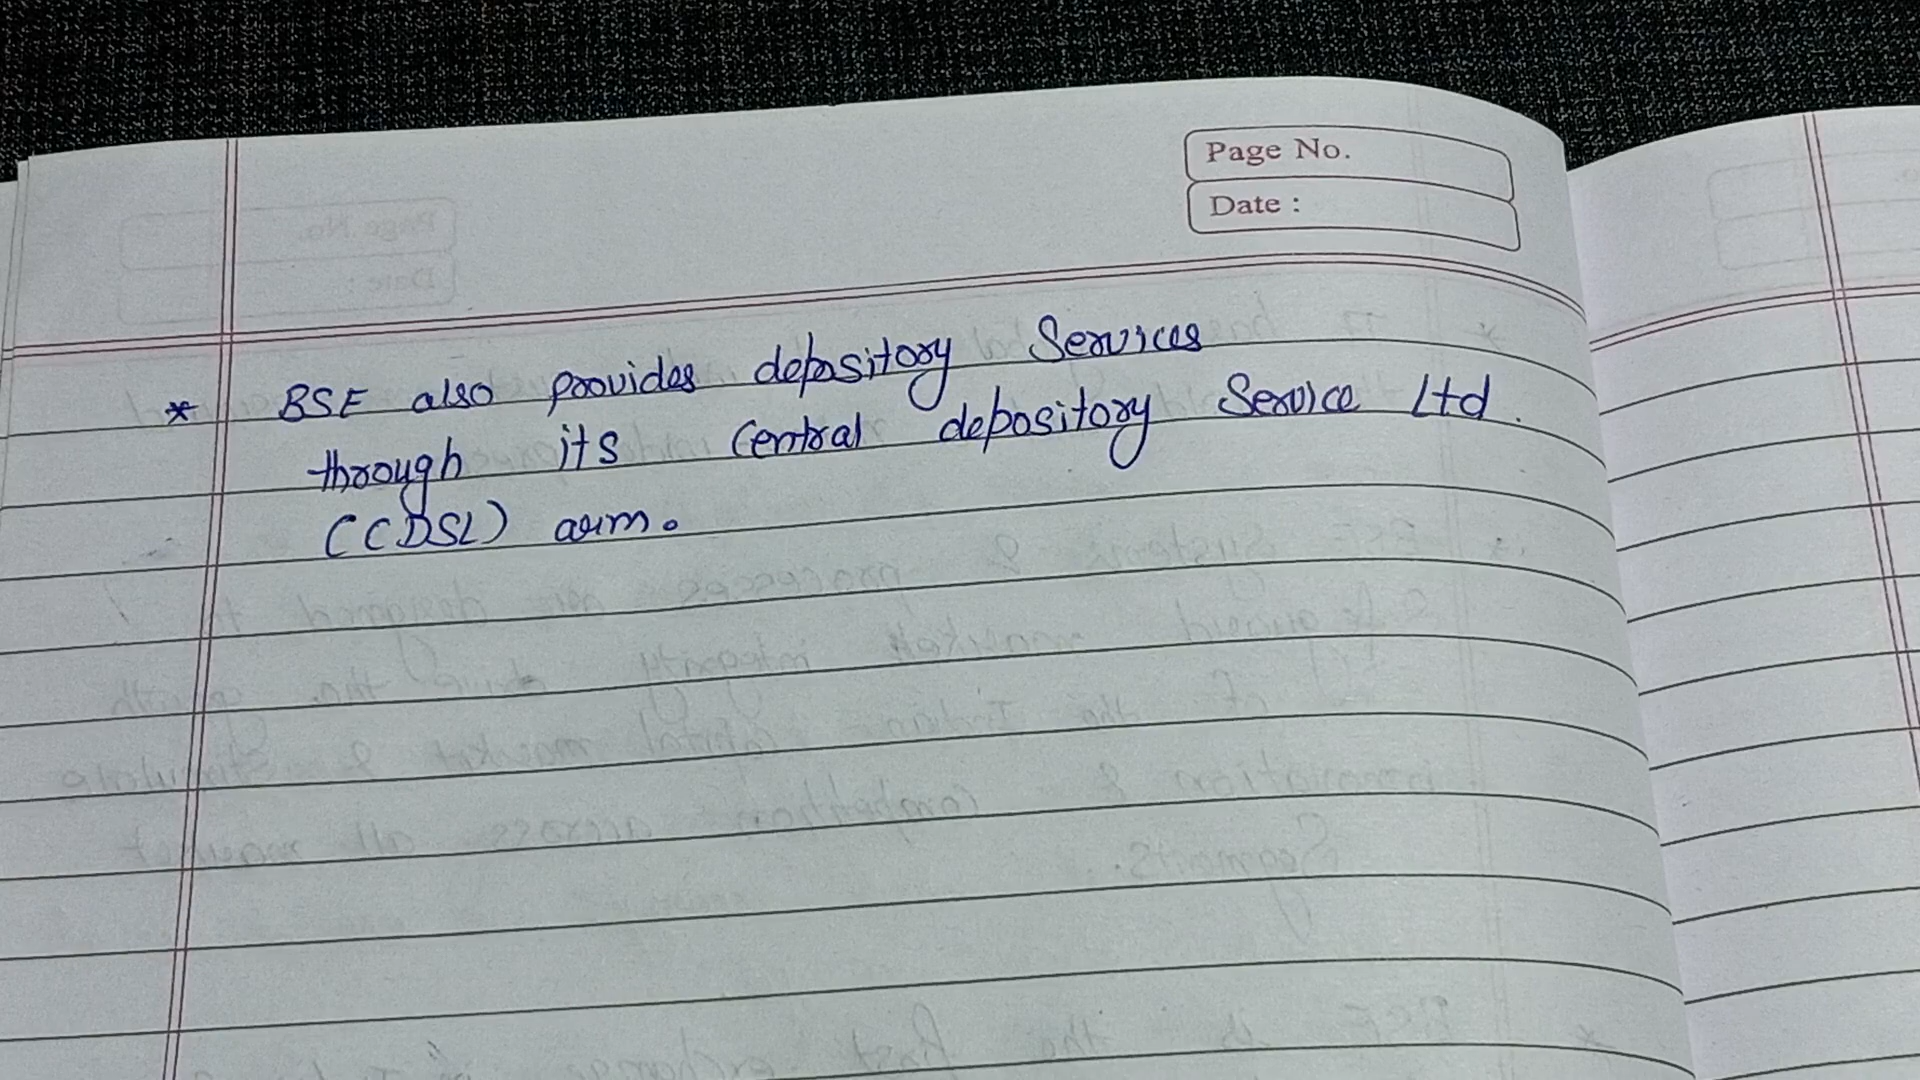 Page No.
Date :
* BSE also provides depository Services
through its Central depository Service Ltd.
(CDSL) arm.